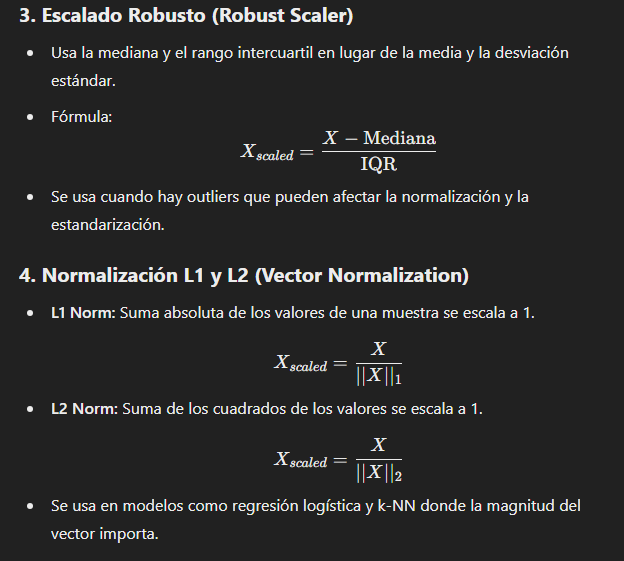 3. Escalado Robusto (Robust Scaler)
• Usa la mediana y el rango intercuartil en lugar de la media y la desviación
estándar.
• Fórmula:
X_{scaled} = \frac{X - Mediana}{IQR}
• Se usa cuando hay outliers que pueden afectar la normalización y la
estandarización.
4. Normalización L1 y L2 (Vector Normalization)
• L1 Norm: Suma absoluta de los valores de una muestra se escala a 1.
X_{scaled} = \frac{X}{||X||_1}
• L2 Norm: Suma de los cuadrados de los valores se escala a 1.
X_{scaled} = \frac{X}{||X||_2}
• Se usa en modelos como regresión logística y k-NN donde la magnitud del
vector importa.